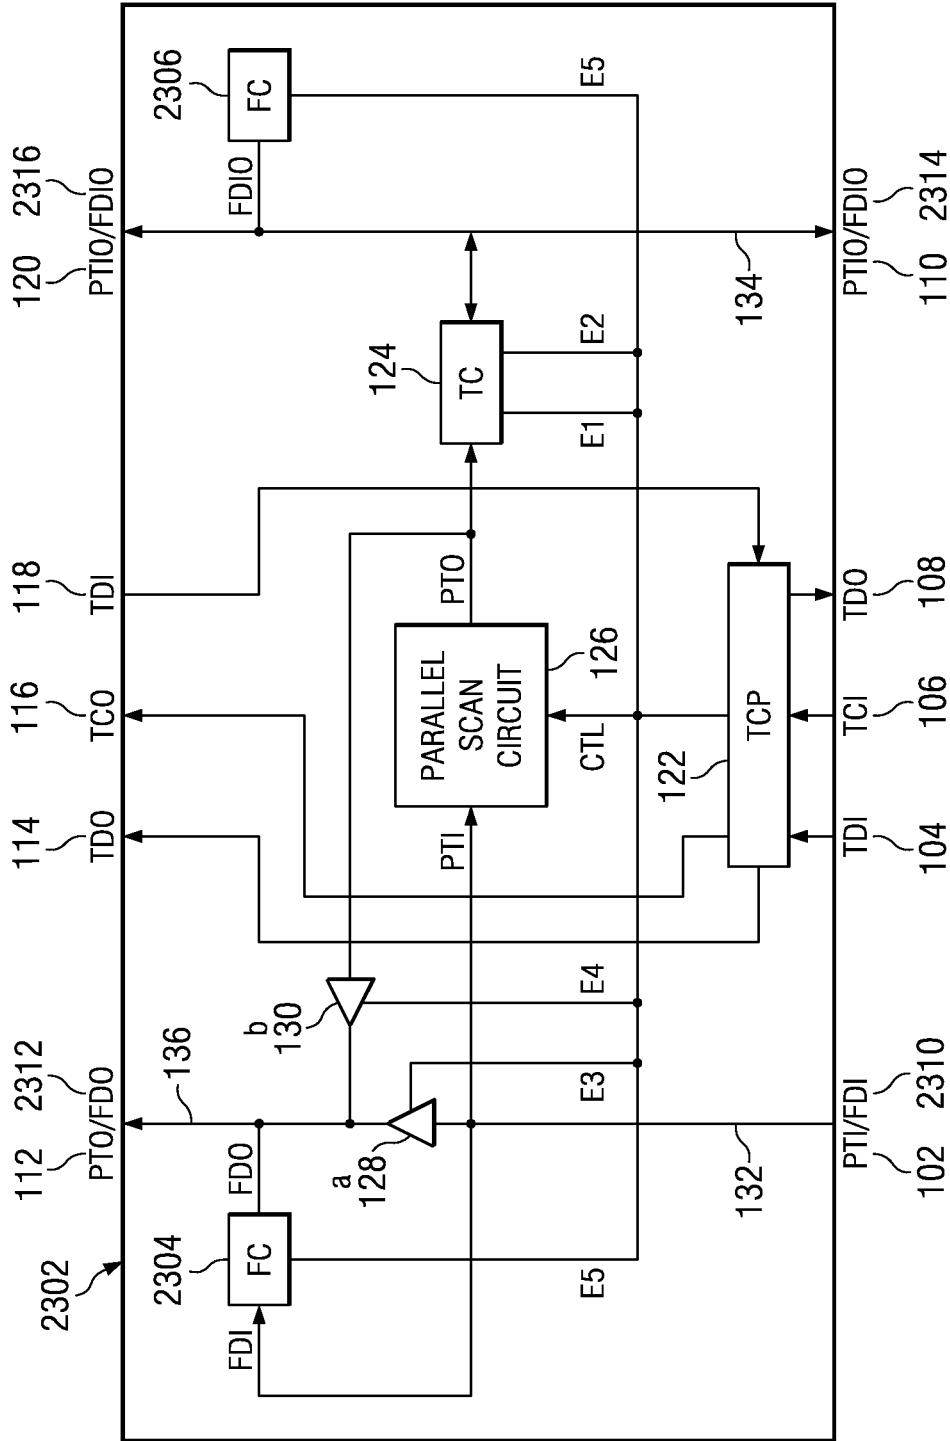 2302
112
2312
PTO/FDO
136
114
TDO
116
TCO
118
TDI
120
2316
PTIO/FDIO
2304
FC
FDI
FDO
E5
a
128
b
130
E3
E4
PTI
PARALLEL
SCAN
CIRCUIT
126
CTL
PTO
124
TC
E1
E2
2306
FC
FDIO
E5
132
122
TCP
134
PTI/FDI
102
2310
TDI
104
TCI
106
TDO
108
PTIO/FDIO
110
2314